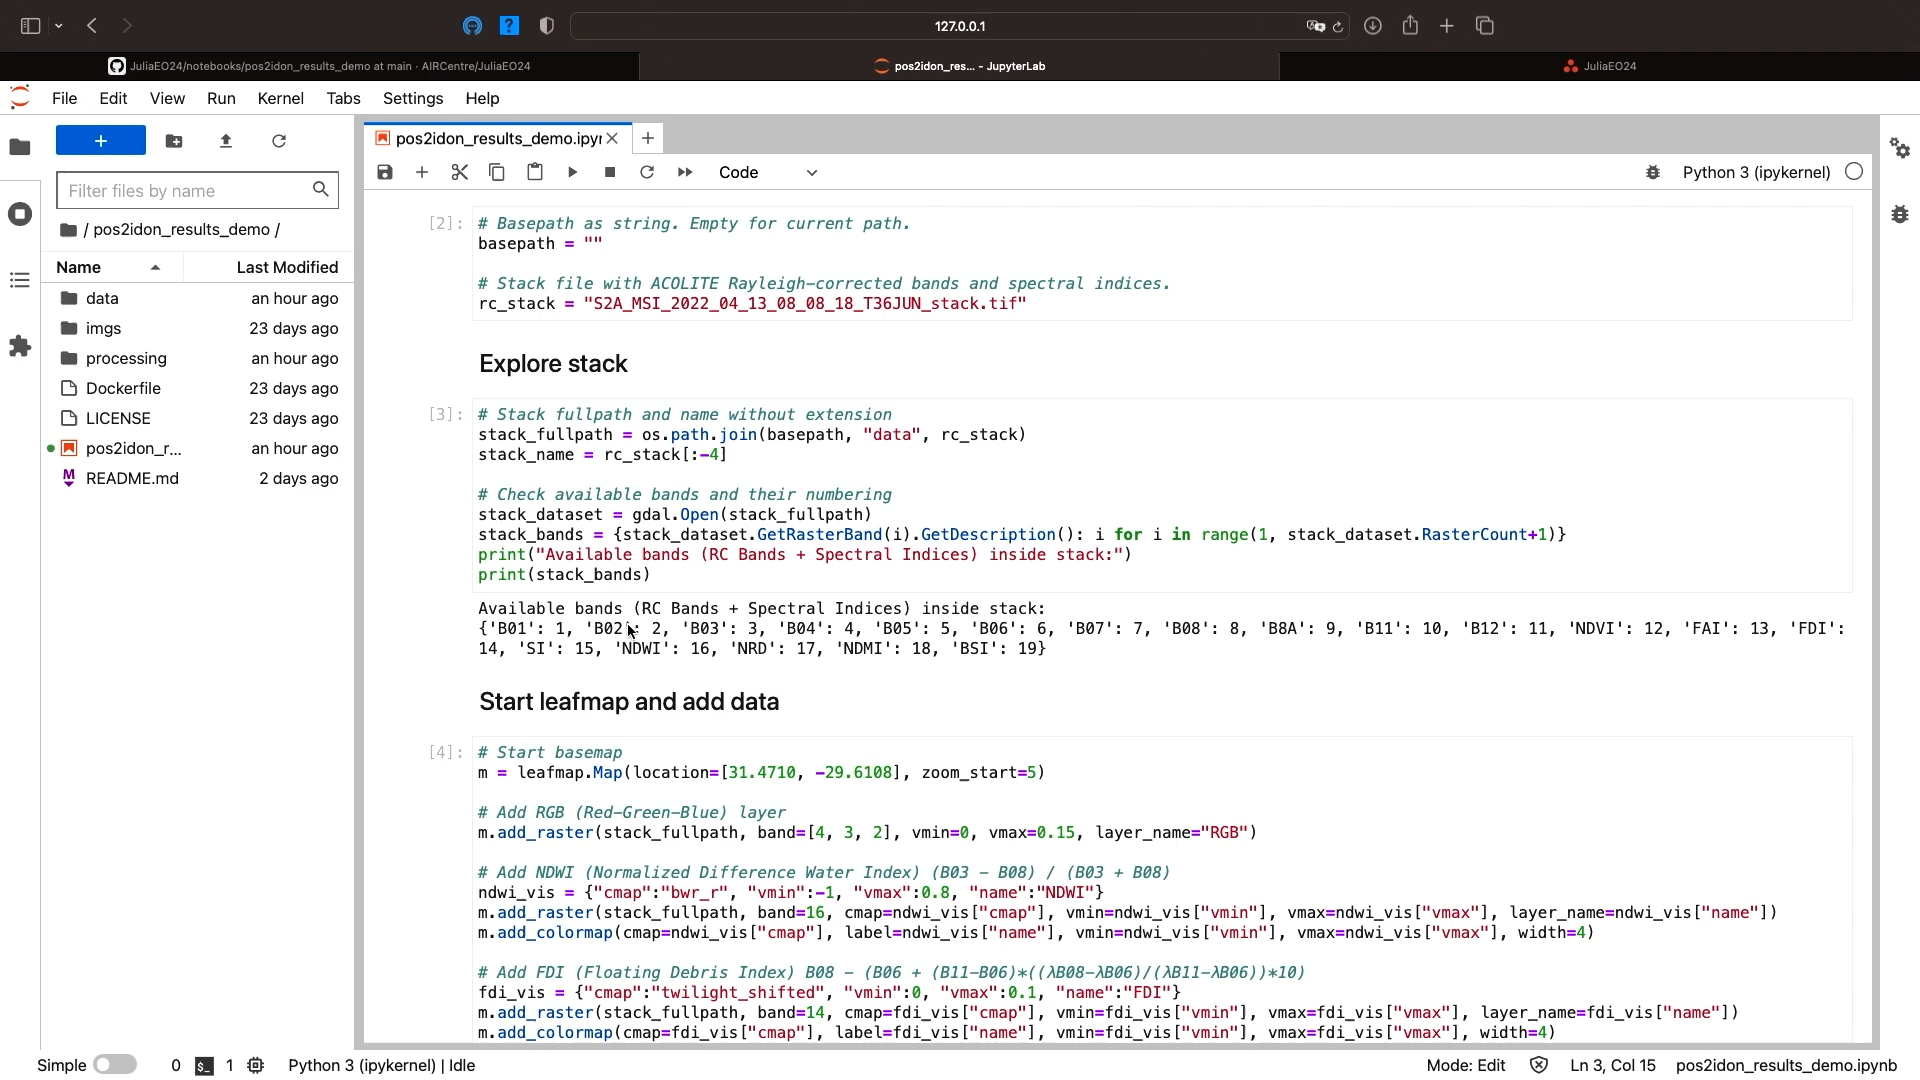 127.0.0.1
JuliaEO24/notebooks/pos2idon_results_demo at main · AIRCentre/JuliaEO24
pos2idon_res... - JupyterLab
JuliaEO24
File Edit View Run Kernel Tabs Settings Help
Filter files by name
/ pos2idon_results_demo /
Name Last Modified
data an hour ago
imgs 23 days ago
processing an hour ago
Dockerfile 23 days ago
LICENSE 23 days ago
pos2idon_r... an hour ago
README.md 2 days ago
pos2idon_results_demo.ipyn
Code
Python 3 (ipykernel)
[2]: # Basepath as string. Empty for current path.
basepath = ""
# Stack file with ACOLITE Rayleigh-corrected bands and spectral indices.
rc_stack = "S2A_MSI_2022_04_13_08_08_18_T36JUN_stack.tif"
Explore stack
[3]: # Stack fullpath and name without extension
stack_fullpath = os.path.join(basepath, "data", rc_stack)
stack_name = rc_stack[:-4]
# Check available bands and their numbering
stack_dataset = gdal.Open(stack_fullpath)
stack_bands = {stack_dataset.GetRasterBand(i).GetDescription(): i for i in range(1, stack_dataset.RasterCount+1)}
print("Available bands (RC Bands + Spectral Indices) inside stack:")
print(stack_bands)
Available bands (RC Bands + Spectral Indices) inside stack:
{'B01': 1, 'B02': 2, 'B03': 3, 'B04': 4, 'B05': 5, 'B06': 6, 'B07': 7, 'B08': 8, 'B8A': 9, 'B11': 10, 'B12': 11, 'NDVI': 12, 'FAI': 13, 'FDI':
14, 'SI': 15, 'NDWI': 16, 'NRD': 17, 'NDMI': 18, 'BSI': 19}
Start leafmap and add data
[4]: # Start basemap
m = leafmap.Map(location=[31.4710, -29.6108], zoom_start=5)
# Add RGB (Red-Green-Blue) layer
m.add_raster(stack_fullpath, band=[4, 3, 2], vmin=0, vmax=0.15, layer_name="RGB")
# Add NDWI (Normalized Difference Water Index) (B03 - B08) / (B03 + B08)
ndwi_vis = {"cmap":"bwr_r", "vmin":-1, "vmax":0.8, "name":"NDWI"}
m.add_raster(stack_fullpath, band=16, cmap=ndwi_vis["cmap"], vmin=ndwi_vis["vmin"], vmax=ndwi_vis["vmax"], layer_name=ndwi_vis["name"])
m.add_colormap(cmap=ndwi_vis["cmap"], label=ndwi_vis["name"], vmin=ndwi_vis["vmin"], vmax=ndwi_vis["vmax"], width=4)
# Add FDI (Floating Debris Index) B08 - (B06 + (B11-B06)*((λB08-λB06)/(λB11-λB06))*10)
fdi_vis = {"cmap":"twilight_shifted", "vmin":0, "vmax":0.1, "name":"FDI"}
m.add_raster(stack_fullpath, band=14, cmap=fdi_vis["cmap"], vmin=fdi_vis["vmin"], vmax=fdi_vis["vmax"], layer_name=fdi_vis["name"])
m.add_colormap(cmap=fdi_vis["cmap"], label=fdi_vis["name"], vmin=fdi_vis["vmin"], vmax=fdi_vis["vmax"], width=4)
Simple 0 1 Python 3 (ipykernel) | Idle Mode: Edit Ln 3, Col 15 pos2idon_results_demo.ipynb